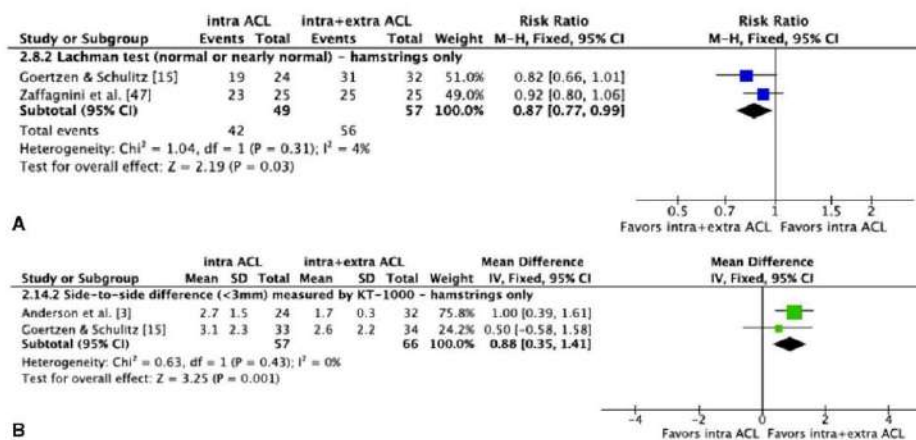 intra ACL intra+extra ACL Risk Ratio Risk Ratio
Study or Subgroup Events Total Events Total Weight M-H, Fixed, 95% CI M-H, Fixed, 95% CI
2.8.2 Lachman test (normal or nearly normal) – hamstrings only
Goertzen & Schulitz [15] 19 24 31 32 51.0% 0.82 [0.66, 1.01]
Zaffagnini et al. [47] 23 25 25 25 49.0% 0.92 [0.80, 1.06]
Subtotal (95% CI) 49 57 100.0% 0.87 [0.77, 0.99]
Total events 42 56
Heterogeneity: Chi² = 1.04, df = 1 (P = 0.31); I² = 4%
Test for overall effect: Z = 2.19 (P = 0.03)
0.5 0.7 1 1.5 2
Favors intra+extra ACL Favors intra ACL
A
intra ACL intra+extra ACL Mean Difference Mean Difference
Study or Subgroup Mean SD Total Mean SD Total Weight IV, Fixed, 95% CI IV, Fixed, 95% CI
2.14.2 Side-to-side difference (<3mm) measured by KT-1000 – hamstrings only
Anderson et al. [3] 2.7 1.5 24 1.7 0.3 32 75.8% 1.00 [0.39, 1.61]
Goertzen & Schulitz [15] 3.1 2.3 33 2.6 2.2 34 24.2% 0.50 [-0.58, 1.58]
Subtotal (95% CI) 57 66 100.0% 0.88 [0.35, 1.41]
Heterogeneity: Chi² = 0.63, df = 1 (P = 0.43); I² = 0%
Test for overall effect: Z = 3.25 (P = 0.001)
-4 -2 0 2 4
Favors intra ACL Favors intra+extra ACL
B